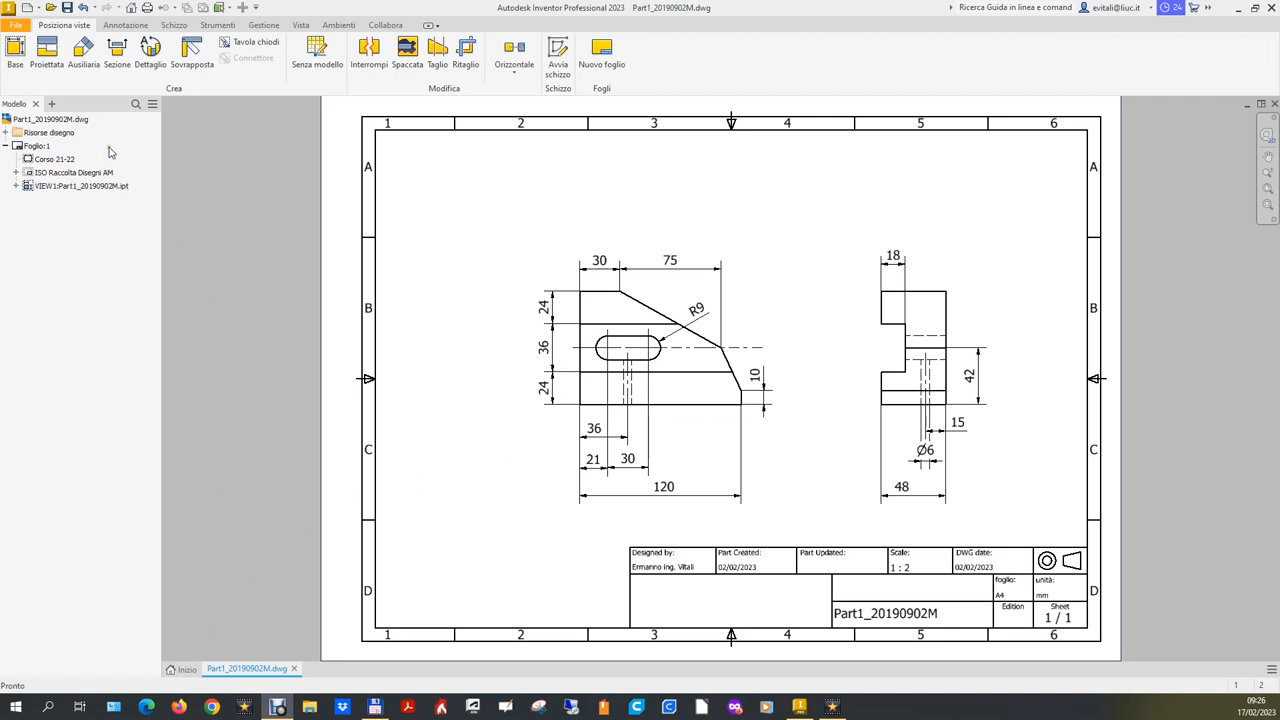 Autodesk Inventor Professional 2023 Part1_20190902M.dwg
Ricerca Guida in linea e comand
evitali@liuc.it
24
File
Posiziona viste
Annotazione
Schizzo
Strumenti
Gestione
Vista
Ambienti
Collabora
Base
Proiettata
Ausiliaria
Sezione
Dettaglio
Sovrapposta
Tavola chiodi
Connettore
Senza modello
Interrompi
Spaccata
Taglio
Ritaglio
Orizzontale
Avvia
schizzo
Nuovo foglio
Crea
Modifica
Schizzo
Fogli
Modello
Part1_20190902M.dwg
Risorse disegno
Foglio:1
Corso 21-22
ISO Raccolta Disegni AM
VIEW1:Part1_20190902M.ipt
1 2 3 4 5 6
A A
B B
C C
D D
30 75
R9
24
36
24
10
36
21 30
120
18
42
15
Ø6
48
Designed by:
Ermanno ing. Vitali
Part Created:
02/02/2023
Part Updated:
Scale:
1 : 2
DWG date:
02/02/2023
foglio:
A4
unità:
mm
Part1_20190902M
Edition
Sheet
1 / 1
1 2 3 4 5 6
Inizio
Part1_20190902M.dwg
Pronto
1 2
09:26
17/02/2023